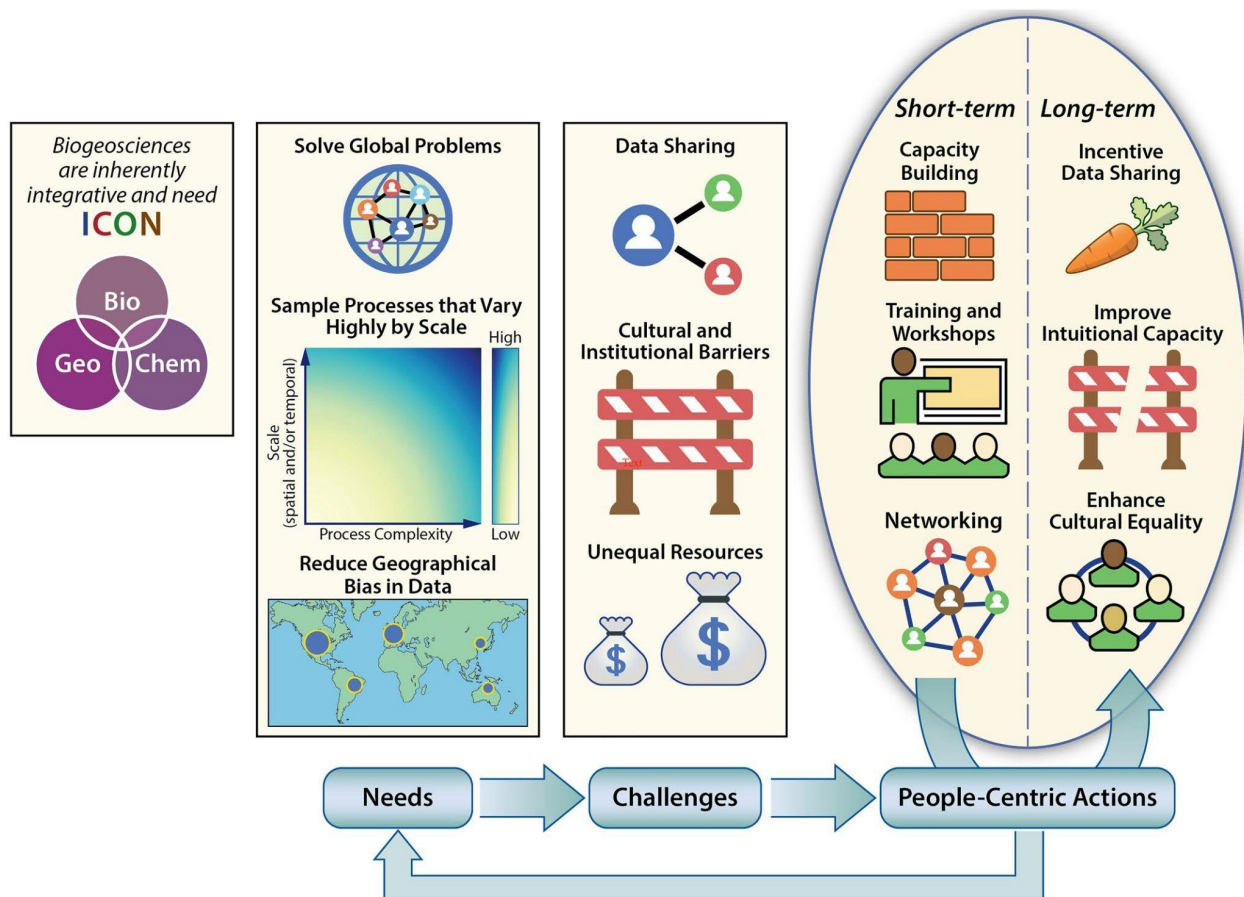 Biogeosciences
are inherently
integrative and need
ICON
Bio
Geo
Chem
Solve Global Problems
Sample Processes that Vary
Highly by Scale
High
Scale
(spatial and/or temporal)
Process Complexity
Low
Reduce Geographical
Bias in Data
Data Sharing
Cultural and
Institutional Barriers
Text
Unequal Resources
$
$
Short-term
Capacity
Building
Training and
Workshops
Networking
Long-term
Incentive
Data Sharing
Improve
Intuitional Capacity
Enhance
Cultural Equality
Needs
Challenges
People-Centric Actions